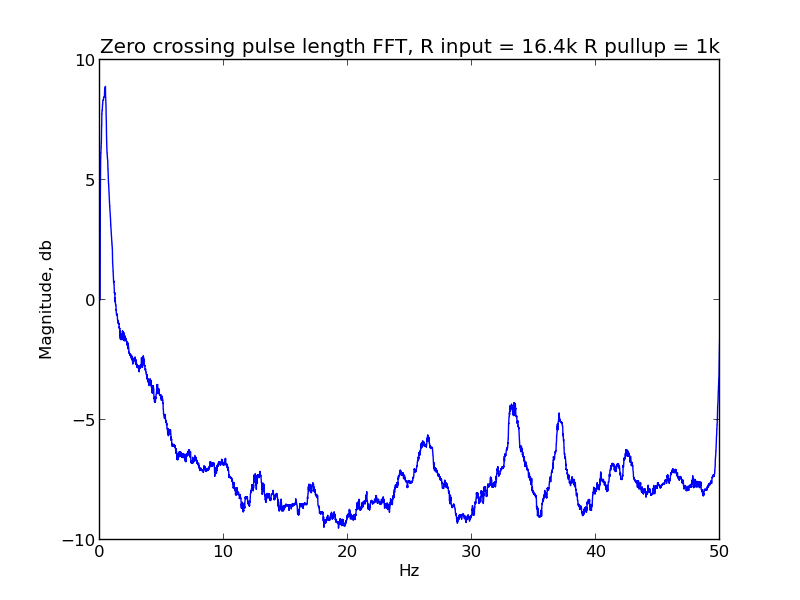 Zero crossing pulse length FFT, R input = 16.4k R pullup = 1k
10
5
0
−5
−10
Magnitude, db
0 10 20 30 40 50
Hz